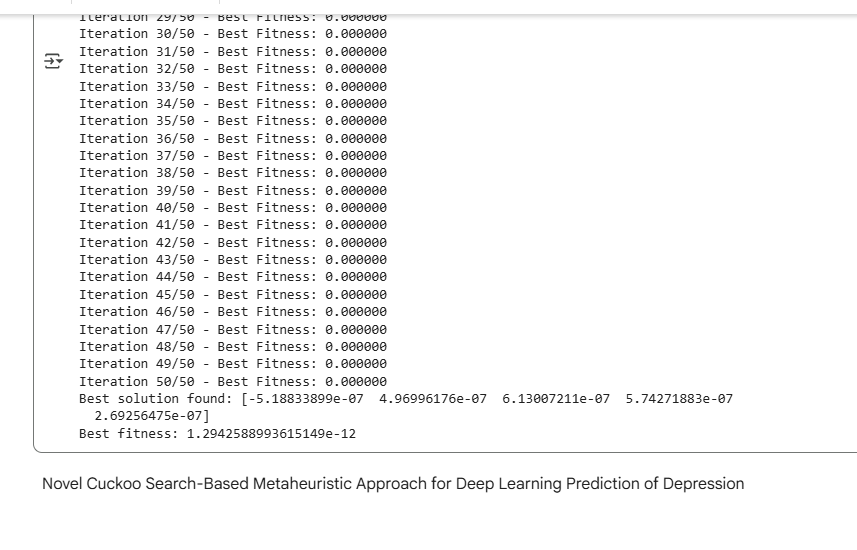 Iteration 29/50 - Best Fitness: 0.000000
Iteration 30/50 - Best Fitness: 0.000000
Iteration 31/50 - Best Fitness: 0.000000
Iteration 32/50 - Best Fitness: 0.000000
Iteration 33/50 - Best Fitness: 0.000000
Iteration 34/50 - Best Fitness: 0.000000
Iteration 35/50 - Best Fitness: 0.000000
Iteration 36/50 - Best Fitness: 0.000000
Iteration 37/50 - Best Fitness: 0.000000
Iteration 38/50 - Best Fitness: 0.000000
Iteration 39/50 - Best Fitness: 0.000000
Iteration 40/50 - Best Fitness: 0.000000
Iteration 41/50 - Best Fitness: 0.000000
Iteration 42/50 - Best Fitness: 0.000000
Iteration 43/50 - Best Fitness: 0.000000
Iteration 44/50 - Best Fitness: 0.000000
Iteration 45/50 - Best Fitness: 0.000000
Iteration 46/50 - Best Fitness: 0.000000
Iteration 47/50 - Best Fitness: 0.000000
Iteration 48/50 - Best Fitness: 0.000000
Iteration 49/50 - Best Fitness: 0.000000
Iteration 50/50 - Best Fitness: 0.000000
Best solution found: [-5.18833899e-07  4.96996176e-07  6.13007211e-07  5.74271883e-07
  2.69256475e-07]
Best fitness: 1.2942588993615149e-12
Novel Cuckoo Search-Based Metaheuristic Approach for Deep Learning Prediction of Depression